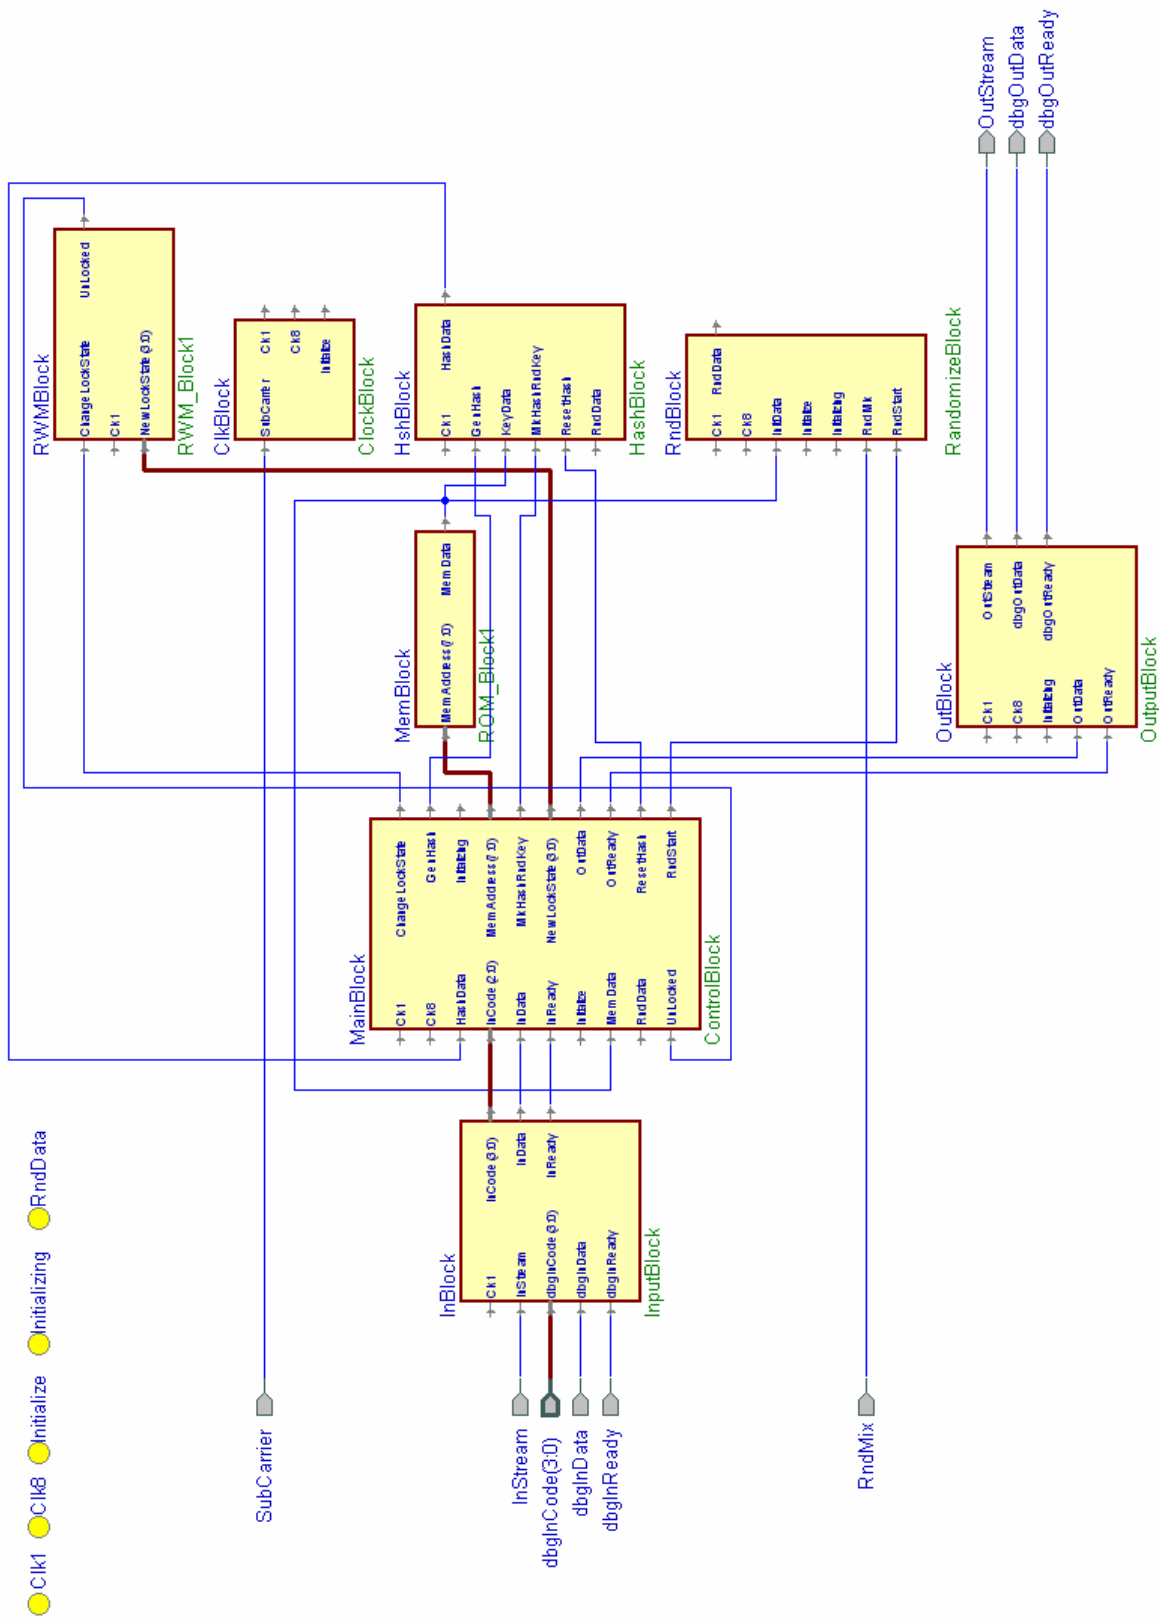 Clk1
Clk8
Initialize
Initializing
RndData
SubCarrier
InStream
dbgInCode(3:0)
dbgInData
dbgInReady
RndMix
InBlock
Clk1
InStream
dbgInCode(3:0)
dbgInData
dbgInReady
InCode(3:0)
InData
InReady
InputBlock
MainBlock
Clk1
Clk8
HashData
InCode(2:0)
InData
InReady
Initialize
MemData
RndData
UnLocked
ChangeLockState
GenHash
Initializing
MemAddress(7:0)
MkHashRndKey
NewLockState(3:0)
OutData
OutReady
ResetHash
RndStart
ControlBlock
MemBlock
MemAddress(7:0)
MemData
ROM_Block1
RWMBlock
ChangeLockState
Clk1
NewLockState(3:0)
UnLocked
RWM_Block1
ClkBlock
SubCarrier
Clk1
Clk8
Initialize
ClockBlock
HshBlock
Clk1
GenHash
KeyData
MkHashRndKey
ResetHash
RndData
HashData
HashBlock
RndBlock
Clk1
Clk8
InitData
Initialize
Initializing
RndMix
RndStart
RndData
RandomizeBlock
OutBlock
Clk1
Clk8
Initializing
OutData
OutReady
OutStream
dbgOutData
dbgOutReady
OutputBlock
OutStream
dbgOutData
dbgOutReady